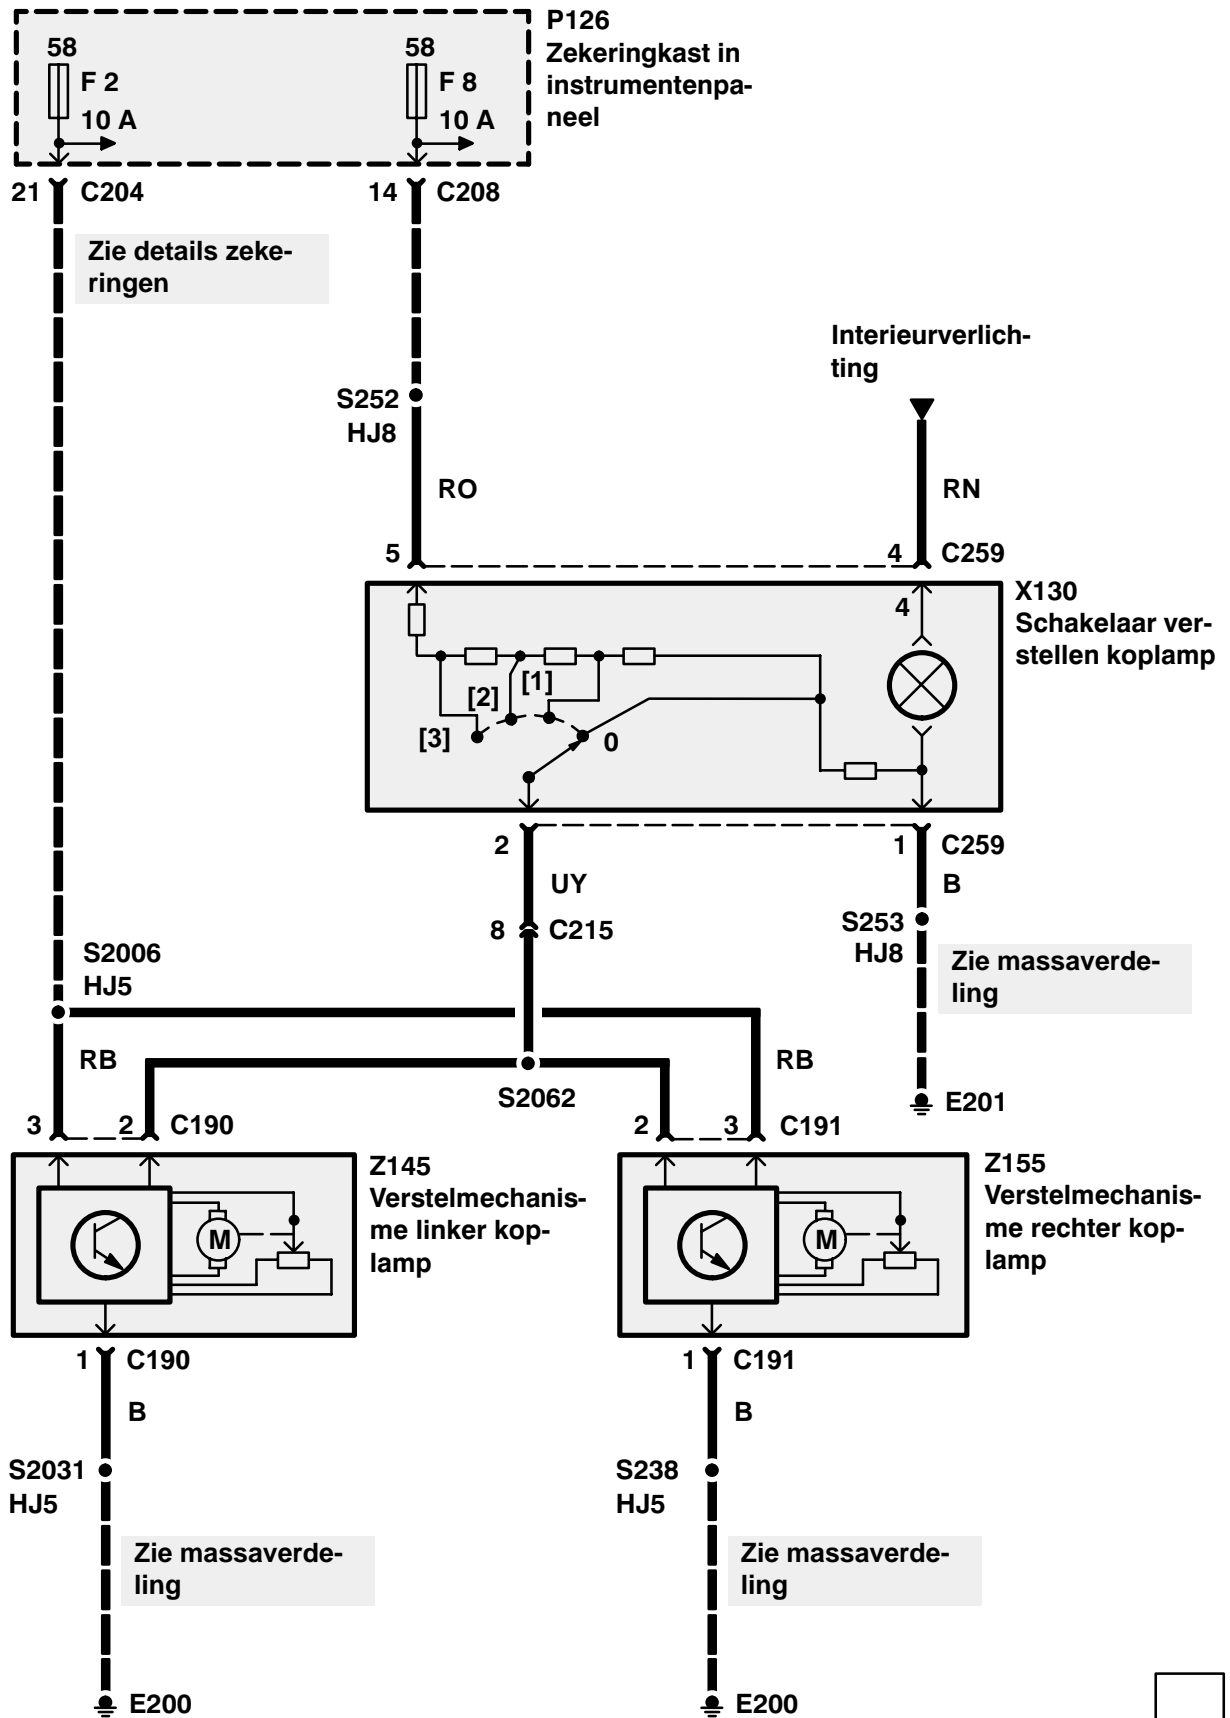 P126
Zekeringkast in
instrumentenpa-
neel
58
F 2
10 A
58
F 8
10 A
21
C204
14
C208
Zie details zeke-
ringen
Interieurverlich-
ting
S252
HJ8
RO
RN
5
4
C259
X130
Schakelaar ver-
stellen koplamp
4
[1]
[2]
[3]
0
2
1
C259
UY
B
8
C215
S253
HJ8
Zie massaverde-
ling
S2006
HJ5
RB
RB
S2062
E201
3
2
C190
2
3
C191
Z145
Verstelmechanis-
me linker kop-
lamp
M
Z155
Verstelmechanis-
me rechter kop-
lamp
M
1
C190
1
C191
B
B
S2031
HJ5
S238
HJ5
Zie massaverde-
ling
Zie massaverde-
ling
E200
E200